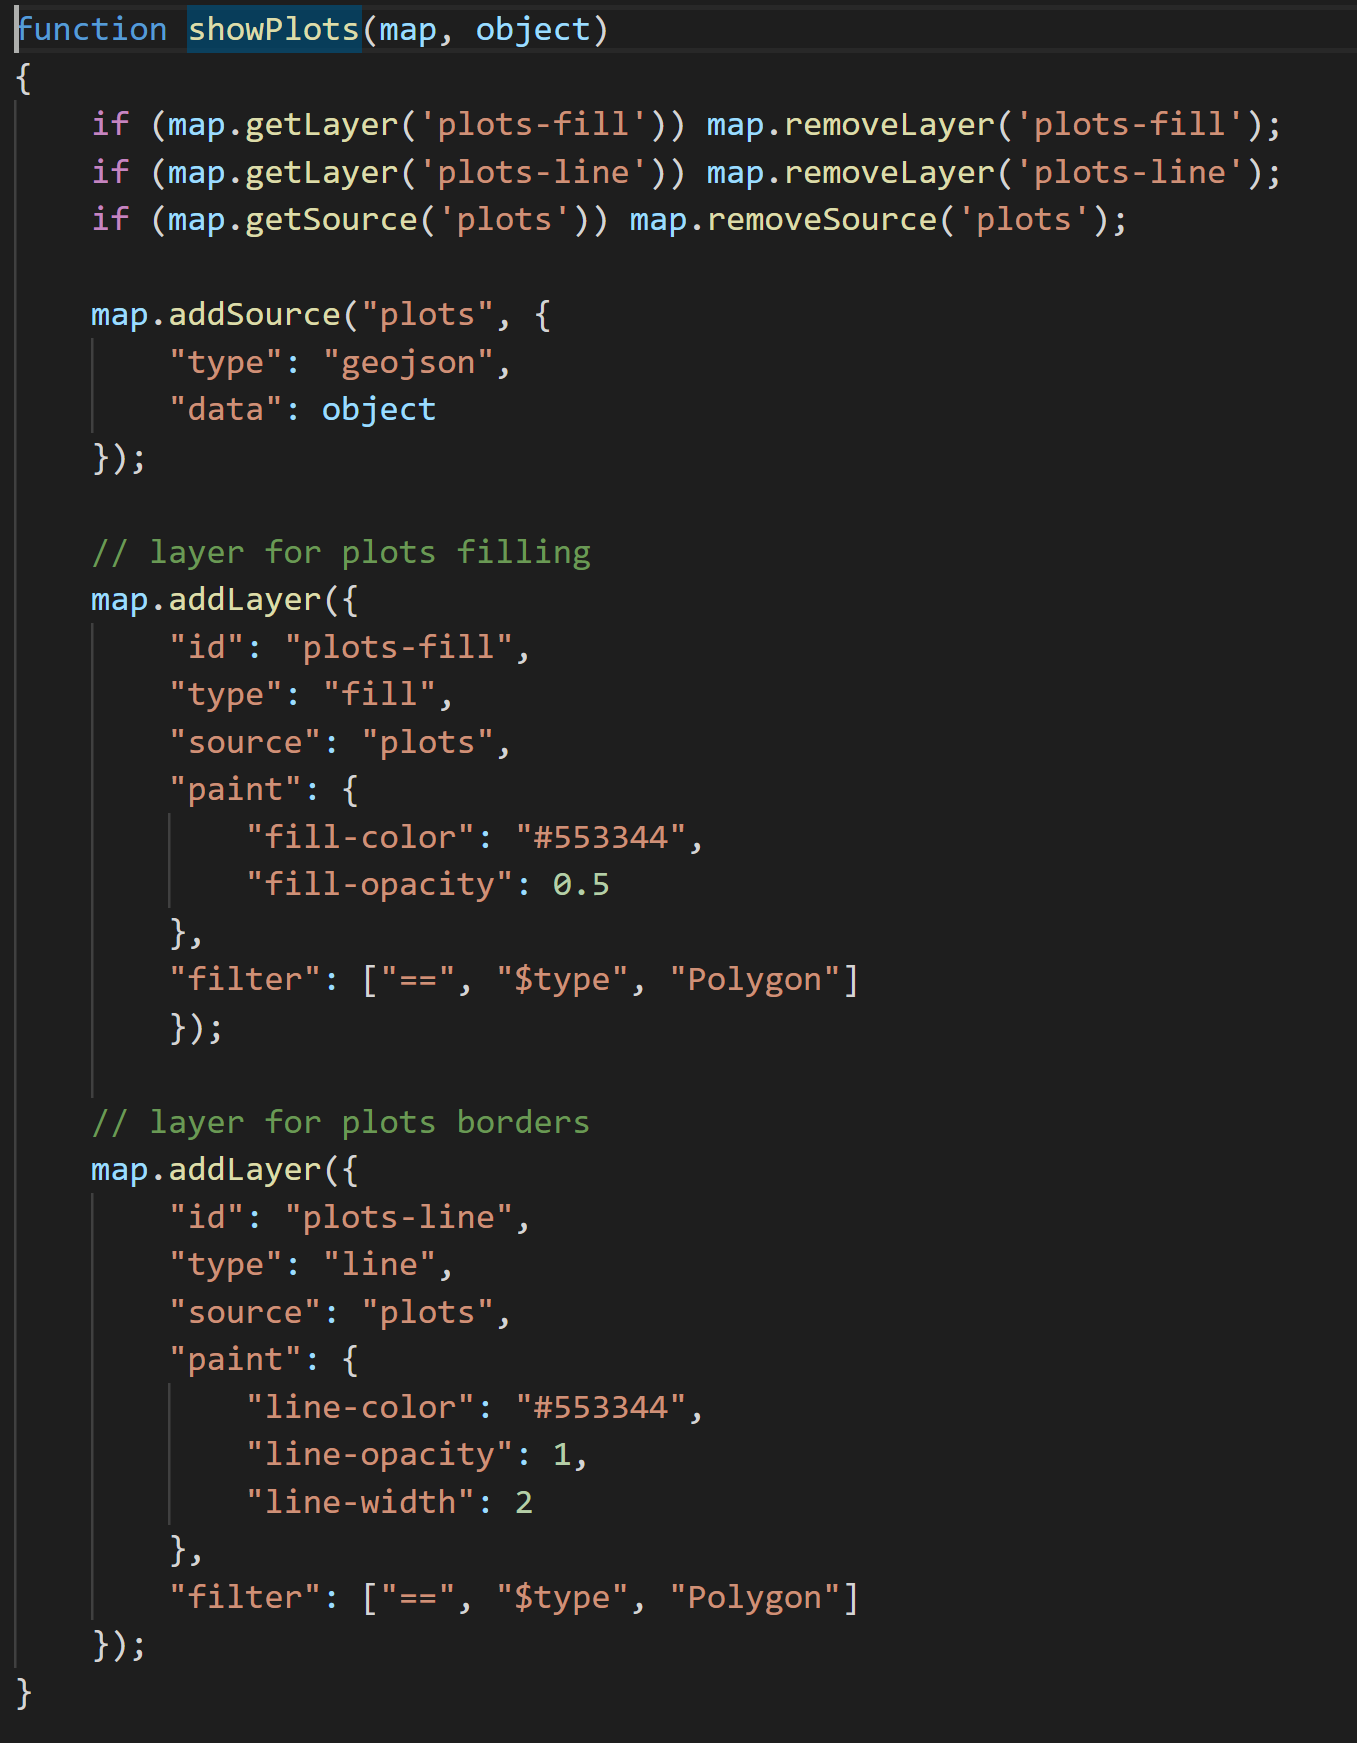 function showPlots(map, object)
{
    if (map.getLayer('plots-fill')) map.removeLayer('plots-fill');
    if (map.getLayer('plots-line')) map.removeLayer('plots-line');
    if (map.getSource('plots')) map.removeSource('plots');

    map.addSource("plots", {
        "type": "geojson",
        "data": object
    });

    // layer for plots filling
    map.addLayer({
        "id": "plots-fill",
        "type": "fill",
        "source": "plots",
        "paint": {
            "fill-color": "#553344",
            "fill-opacity": 0.5
        },
        "filter": ["==", "$type", "Polygon"]
        });

    // layer for plots borders
    map.addLayer({
        "id": "plots-line",
        "type": "line",
        "source": "plots",
        "paint": {
            "line-color": "#553344",
            "line-opacity": 1,
            "line-width": 2
        },
        "filter": ["==", "$type", "Polygon"]
    });
}